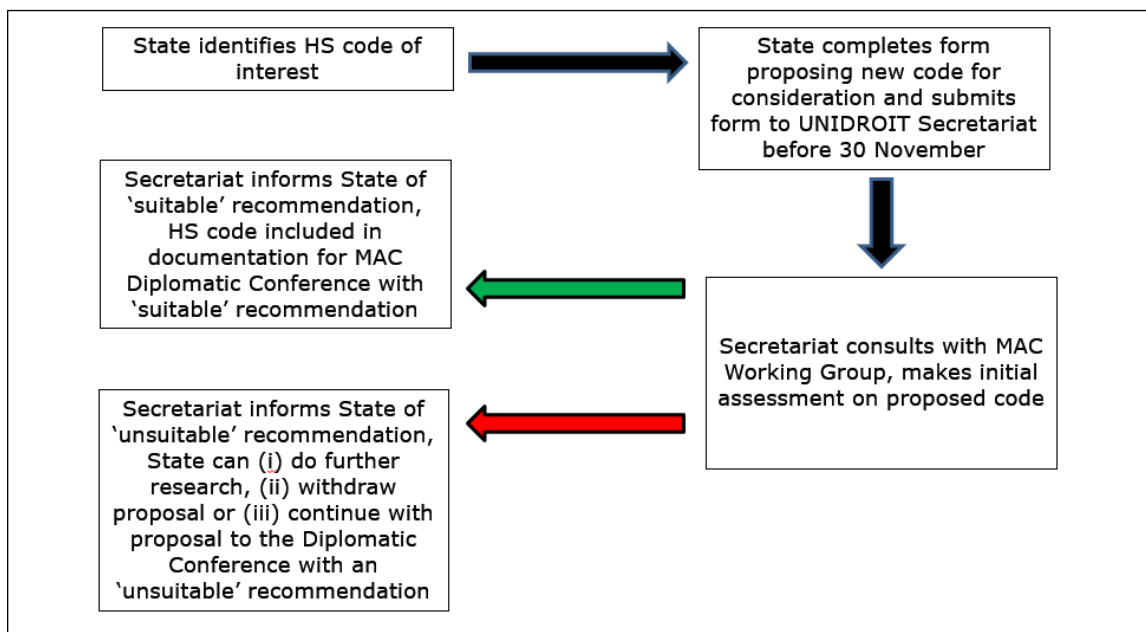 State identifies HS code of
interest
State completes form
proposing new code for
consideration and submits
form to UNIDROIT Secretariat
before 30 November
Secretariat consults with MAC
Working Group, makes initial
assessment on proposed code
Secretariat informs State of
‘suitable’ recommendation,
HS code included in
documentation for MAC
Diplomatic Conference with
‘suitable’ recommendation
Secretariat informs State of
‘unsuitable’ recommendation,
State can (i) do further
research, (ii) withdraw
proposal or (iii) continue with
proposal to the Diplomatic
Conference with an
‘unsuitable’ recommendation